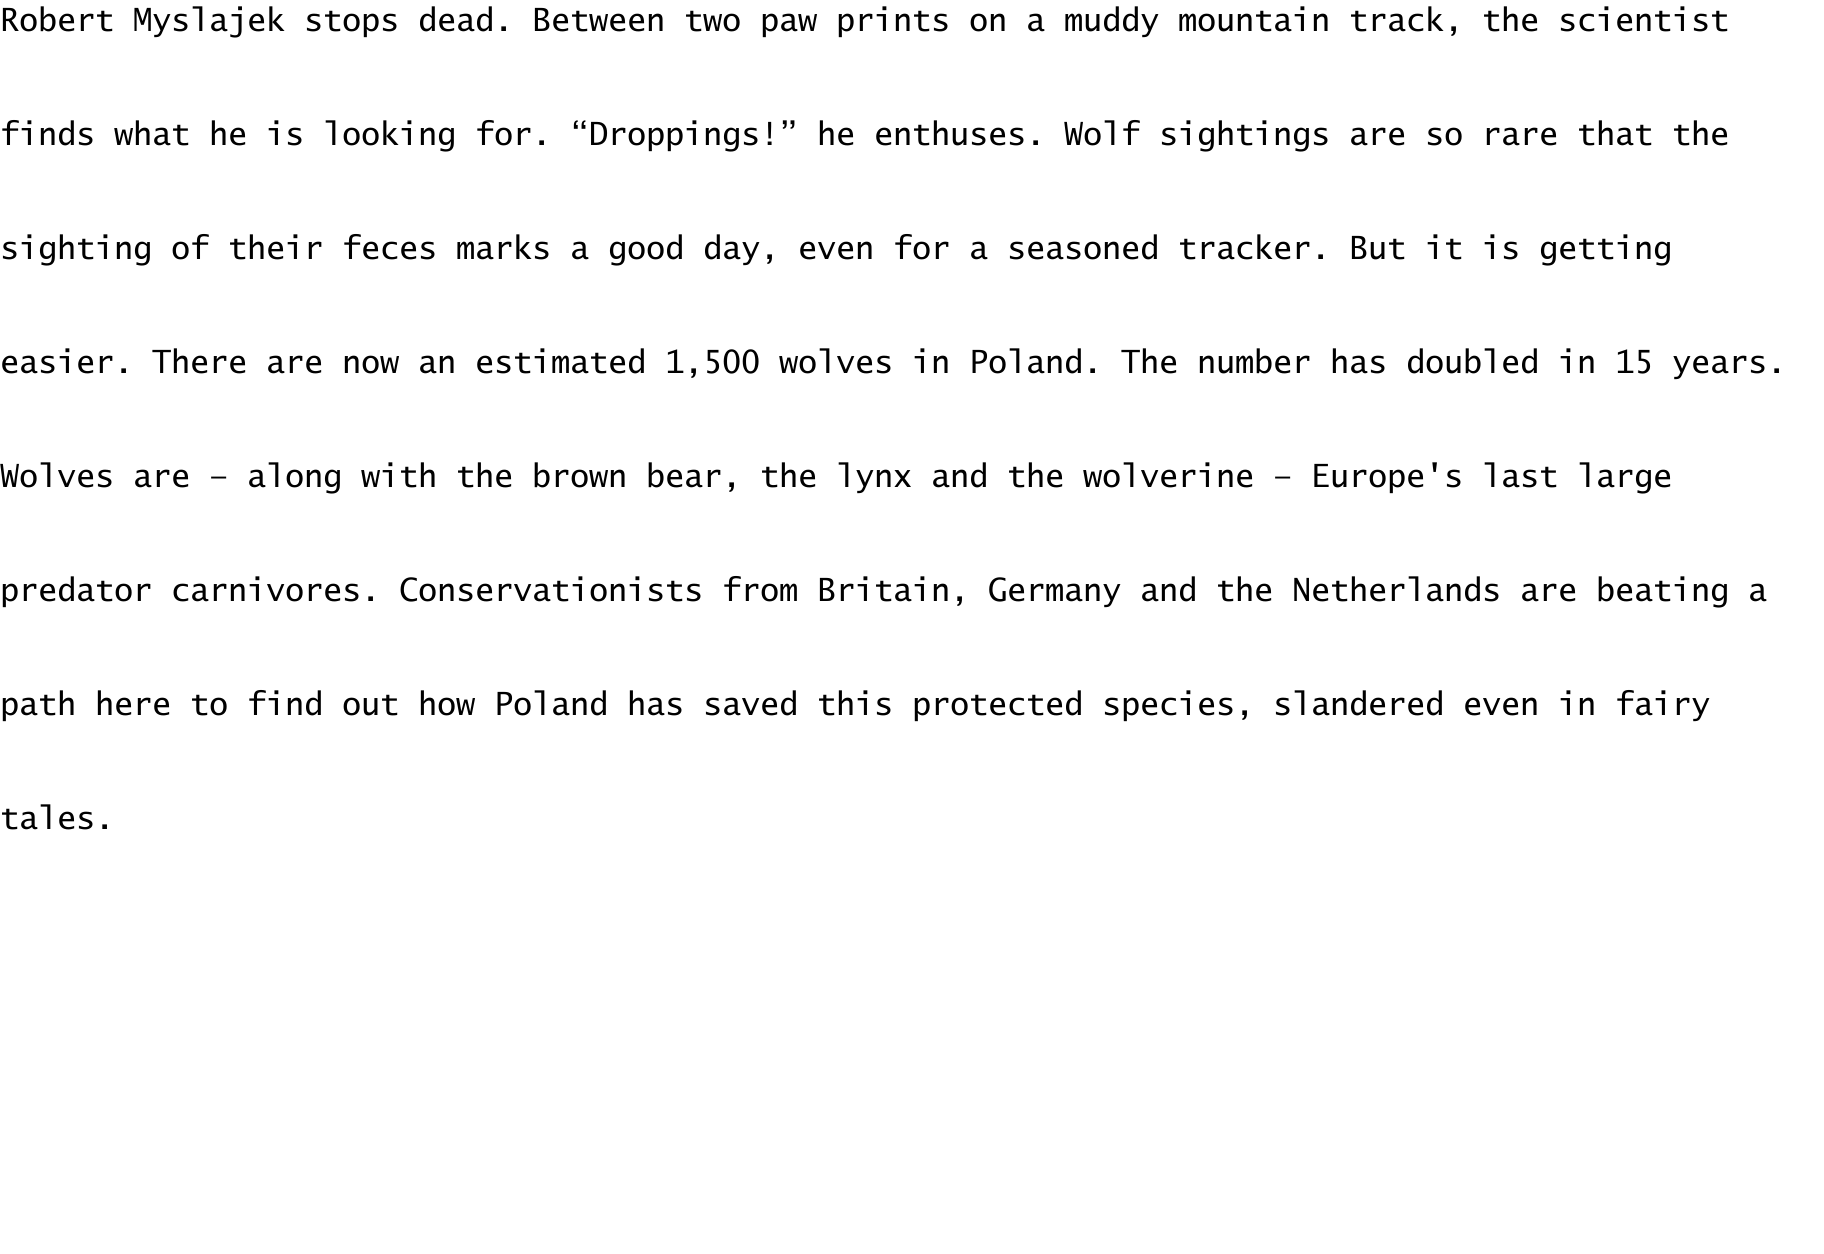 Robert Myslajek stops dead. Between two paw prints on a muddy mountain track, the scientist
finds what he is looking for. “Droppings!” he enthuses. Wolf sightings are so rare that the
sighting of their feces marks a good day, even for a seasoned tracker. But it is getting
easier. There are now an estimated 1,500 wolves in Poland. The number has doubled in 15 years.
Wolves are – along with the brown bear, the lynx and the wolverine – Europe's last large
predator carnivores. Conservationists from Britain, Germany and the Netherlands are beating a
path here to find out how Poland has saved this protected species, slandered even in fairy
tales.